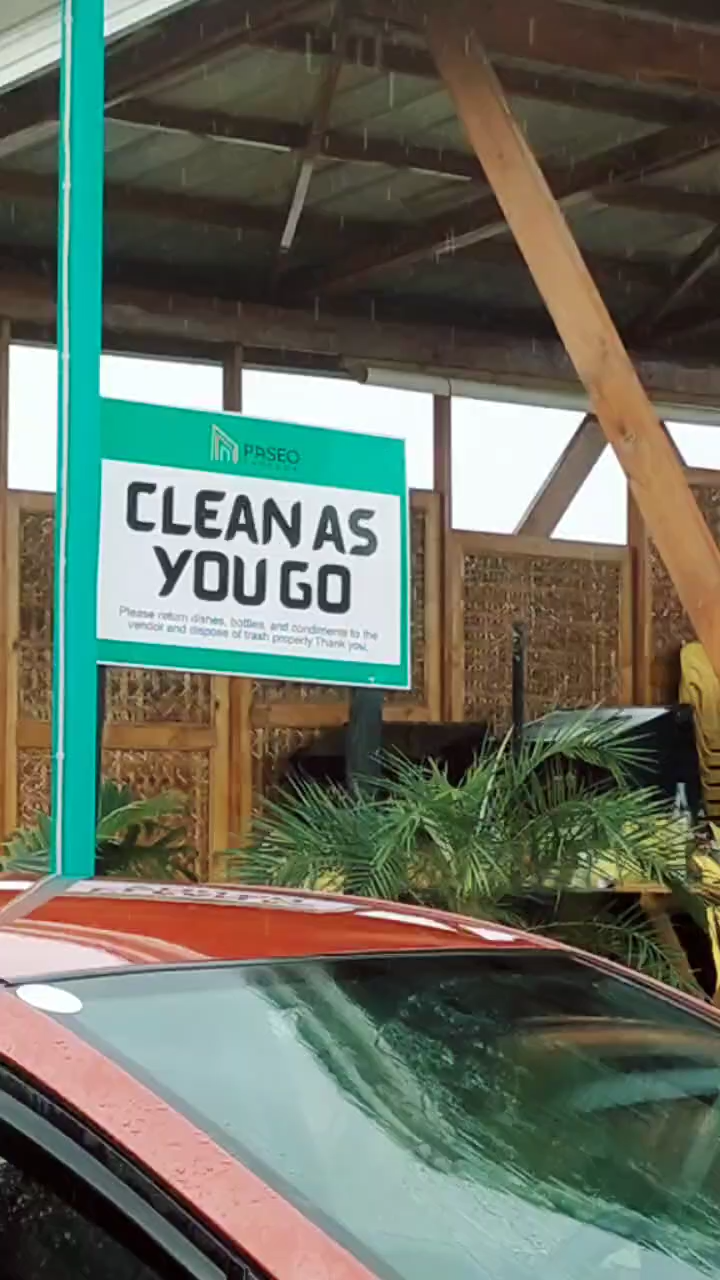 PASEO
CLEAN AS
YOU GO
Please return dishes, bottles, and condiments to the
vendor and dispose of trash properly Thank you.